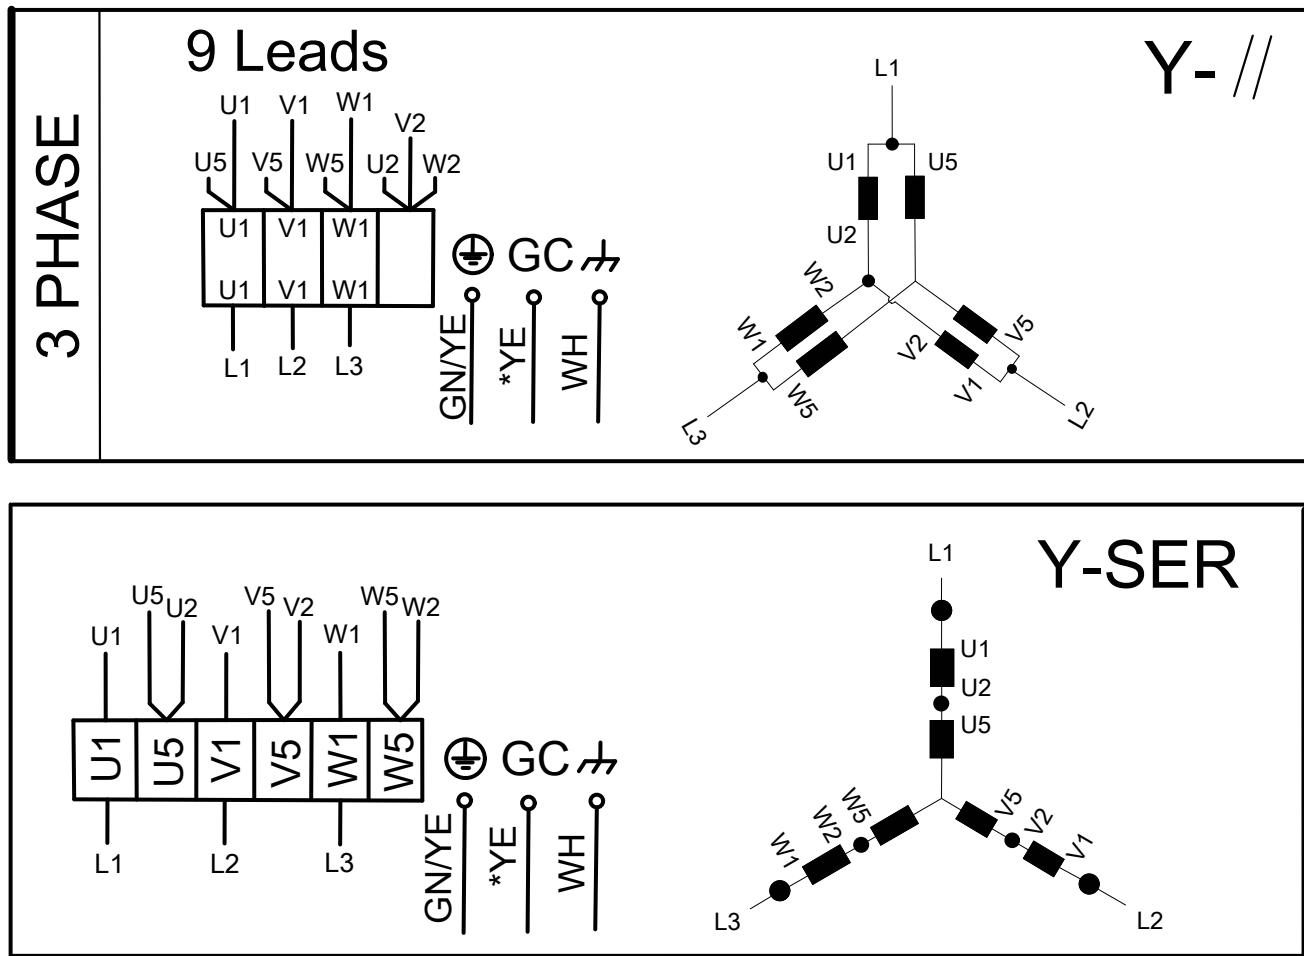 3 PHASE
9 Leads
Y- //
U1 V1 W1 V2
U5 V5 W5 U2 W2
U1 V1 W1
U1 V1 W1
L1 L2 L3
GC
GN/YE *YE WH
L1
U1 U5
U2
W2 V5
W1 V2
W5 V1
L3 L2
Y-SER
U5 U2 V5 V2 W5 W2
U1 V1 W1
U1 U5 V1 V5 W1 W5
L1 L2 L3
GC
GN/YE *YE WH
L1
U1
U2
U5
W5 V5
W2 V2
W1 V1
L3 L2